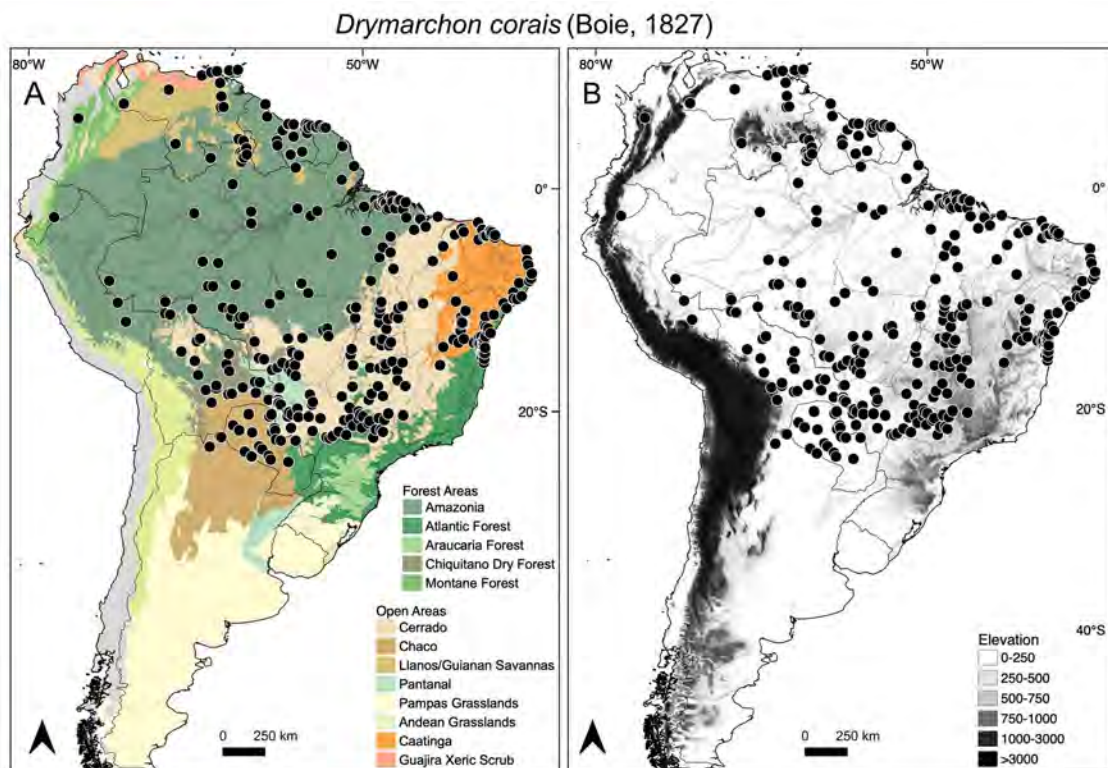 Drymarchon corais (Boie, 1827)
80°W
50°W
A
0°
20°S
Forest Areas
Amazonia
Atlantic Forest
Araucaria Forest
Chiquitano Dry Forest
Montane Forest
Open Areas
Cerrado
Chaco
Llanos/Guianan Savannas
Pantanal
Pampas Grasslands
Andean Grasslands
Caatinga
Guajira Xeric Scrub
0 250 km
80°W
50°W
B
0°
20°S
40°S
Elevation
0-250
250-500
500-750
750-1000
1000-3000
>3000
0 250 km